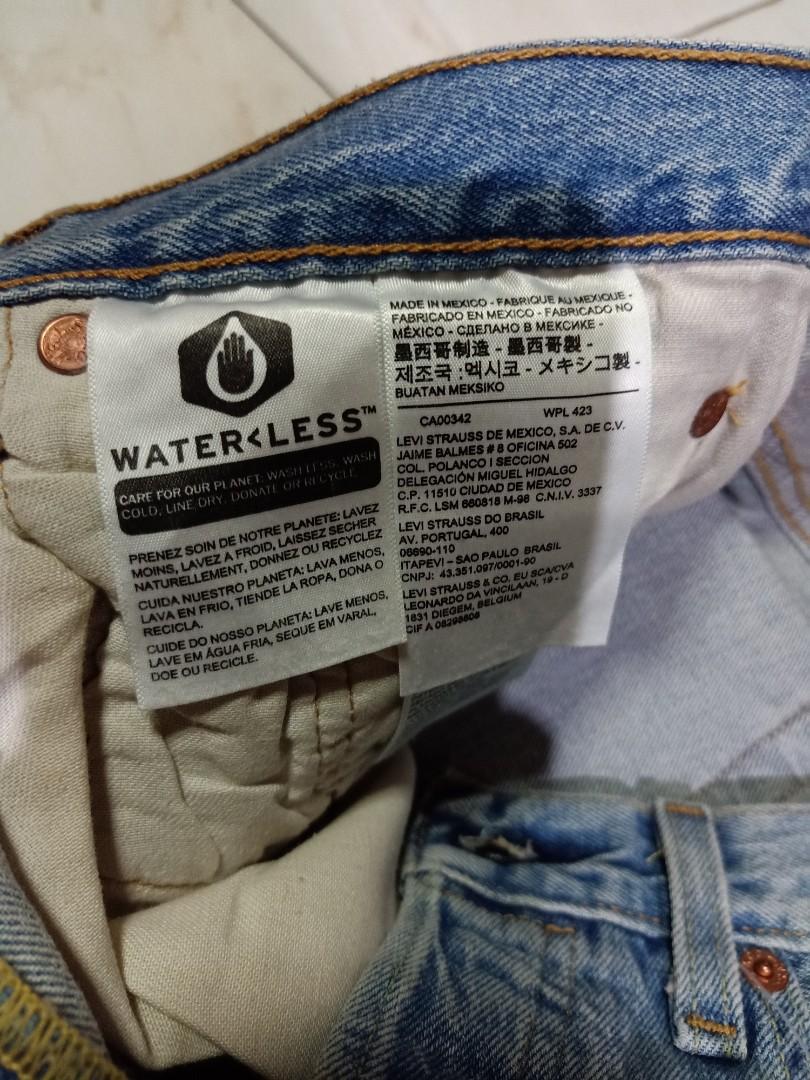 WATER<LESS™
CARE FOR OUR PLANET: WASH LESS, WASH
COLD, LINE DRY, DONATE OR RECYCLE.
PRENEZ SOIN DE NOTRE PLANETE: LAVEZ
MOINS, LAVEZ A FROID, LAISSEZ SECHER
NATURELLEMENT, DONNEZ OU RECYCLEZ
CUIDA NUESTRO PLANETA: LAVA MENOS,
LAVA EN FRIO, TIENDE LA ROPA, DONA O
RECICLA.
CUIDE DO NOSSO PLANETA: LAVE MENOS,
LAVE EM ÁGUA FRIA, SEQUE EM VARAL,
DOE OU RECICLE.
MADE IN MEXICO - FABRIQUE AU MEXIQUE -
FABRICADO EN MEXICO - FABRICADO NO
MÉXICO - СДЕЛАНО В МЕКСИКЕ -
墨西哥制造 - 墨西哥製 -
제조국 :멕시코 - メキシコ製 -
BUATAN MEKSIKO
CA00342 WPL 423
LEVI STRAUSS DE MEXICO, S.A. DE C.V.
JAIME BALMES # 8 OFICINA 502
COL. POLANCO I SECCION
DELEGACIÓN MIGUEL HIDALGO
C.P. 11510 CIUDAD DE MEXICO
R.F.C. LSM 660818 M-98 C.N.I.V. 3337
LEVI STRAUSS DO BRASIL
AV. PORTUGAL, 400
06690-110
ITAPEVI – SAO PAULO BRASIL
CNPJ: 43.351.097/0001-90
LEVI STRAUSS & CO. EU SCA/CVA
LEONARDO DA VINCILAAN, 19 - D
1831 DIEGEM, BELGIUM
CIF A 08298808